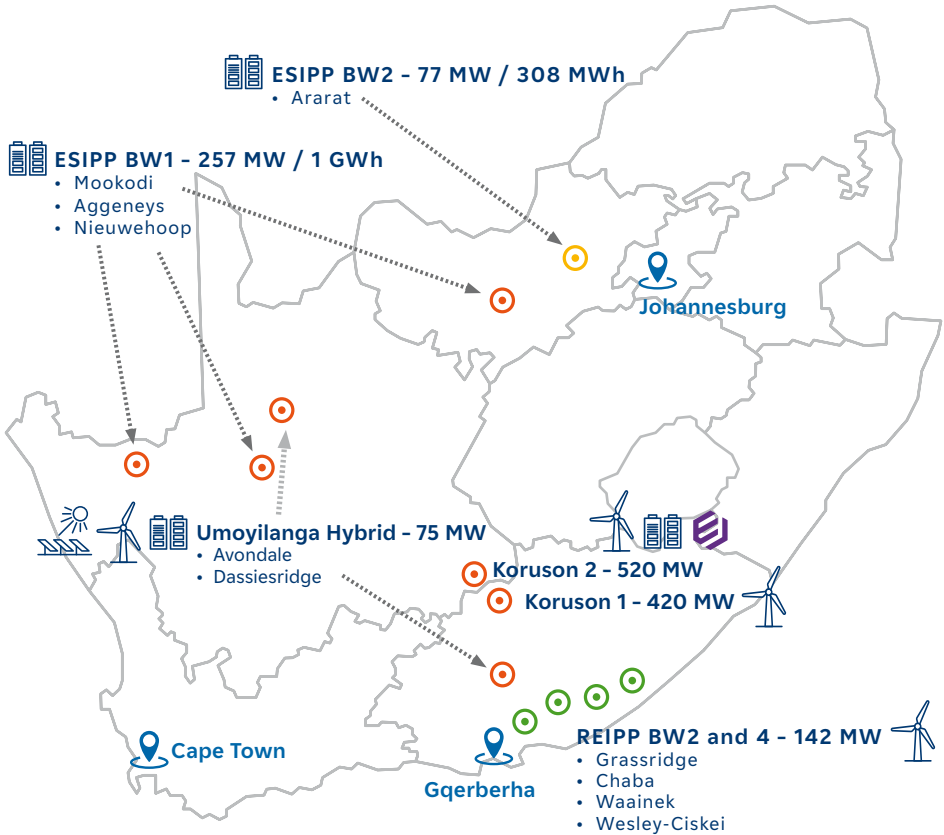 ESIPP BW2 – 77 MW / 308 MWh
• Ararat
ESIPP BW1 – 257 MW / 1 GWh
• Mookodi
• Aggeneys
• Nieuwehoop
Johannesburg
Umoyilanga Hybrid – 75 MW
• Avondale
• Dassiesridge
Koruson 2 – 520 MW
Koruson 1 – 420 MW
Cape Town
Gqerberha
REIPP BW2 and 4 – 142 MW
• Grassridge
• Chaba
• Waainek
• Wesley-Ciskei